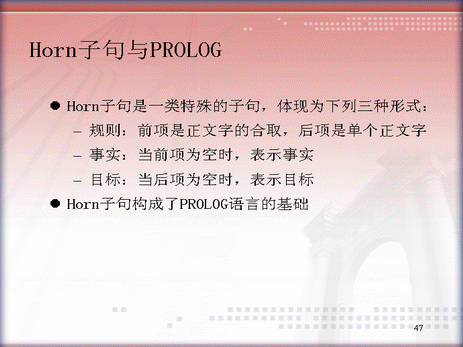 Horn子句与PROLOG
● Horn子句是一类特殊的子句，体现为下列三种形式：
– 规则：前项是正文字的合取，后项是单个正文字
– 事实：当前项为空时，表示事实
– 目标：当后项为空时，表示目标
● Horn子句构成了PROLOG语言的基础
47